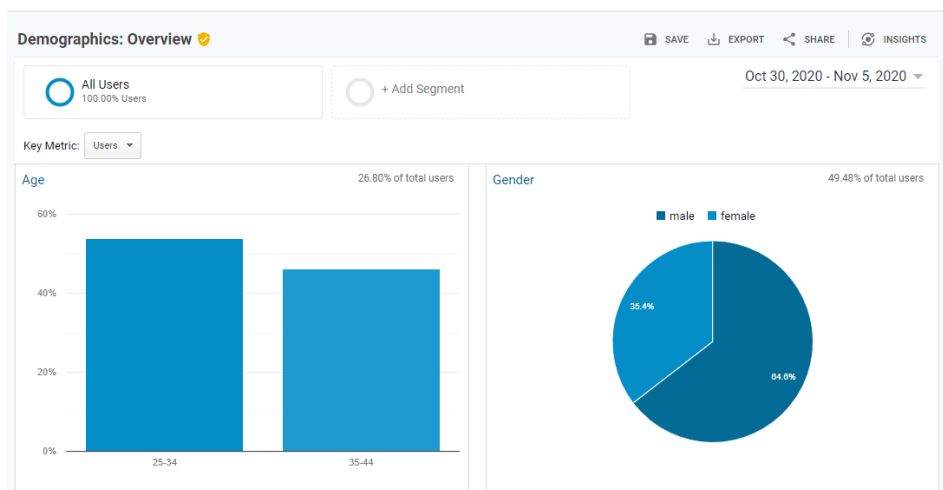 Demographics: Overview
SAVE
EXPORT
SHARE
INSIGHTS
All Users
100.00% Users
+ Add Segment
Oct 30, 2020 - Nov 5, 2020
Key Metric:
Users
Age
26.80% of total users
60%
40%
20%
0%
25-34
35-44
Gender
49.48% of total users
male
female
35.4%
64.6%